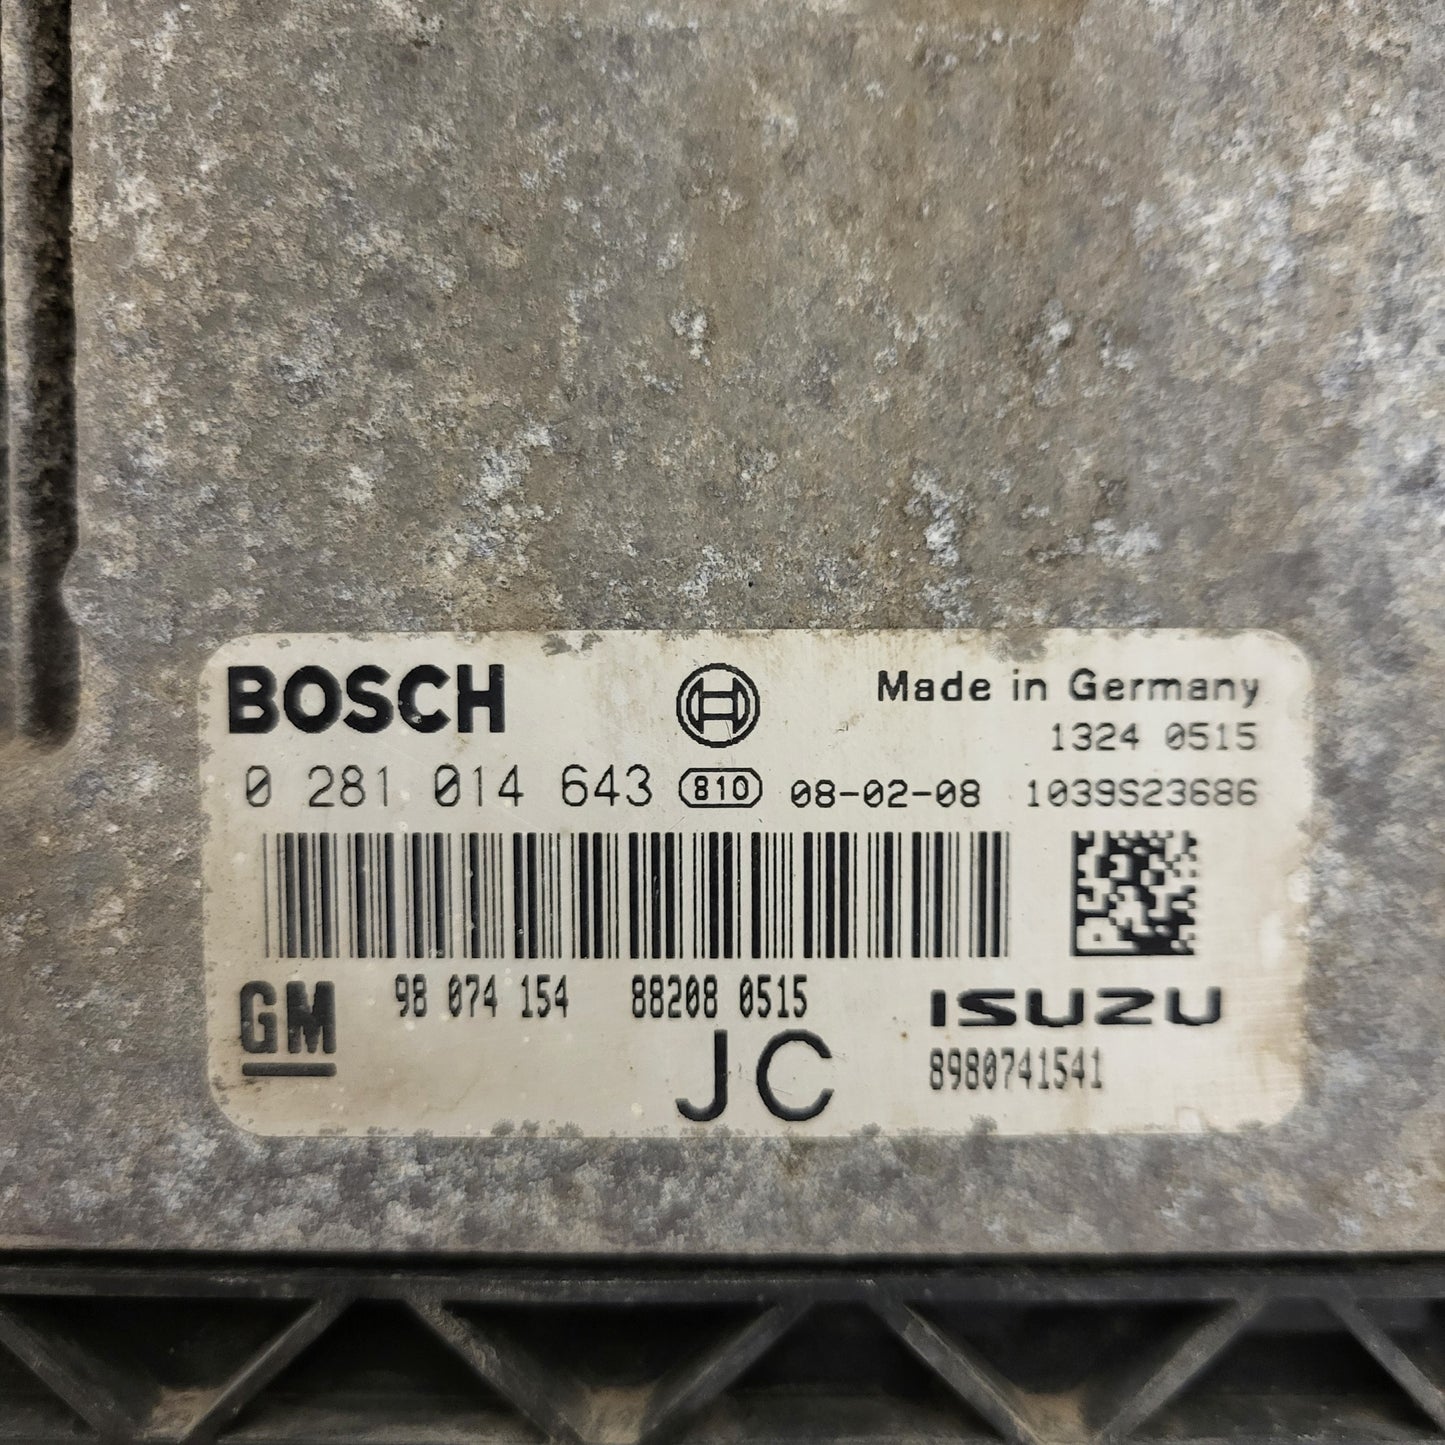 BOSCH
Made in Germany
1324 0515
0 281 014 643 810 08-02-08 1039S23686
GM 98 074 154 88208 0515 ISUZU
JC 8980741541